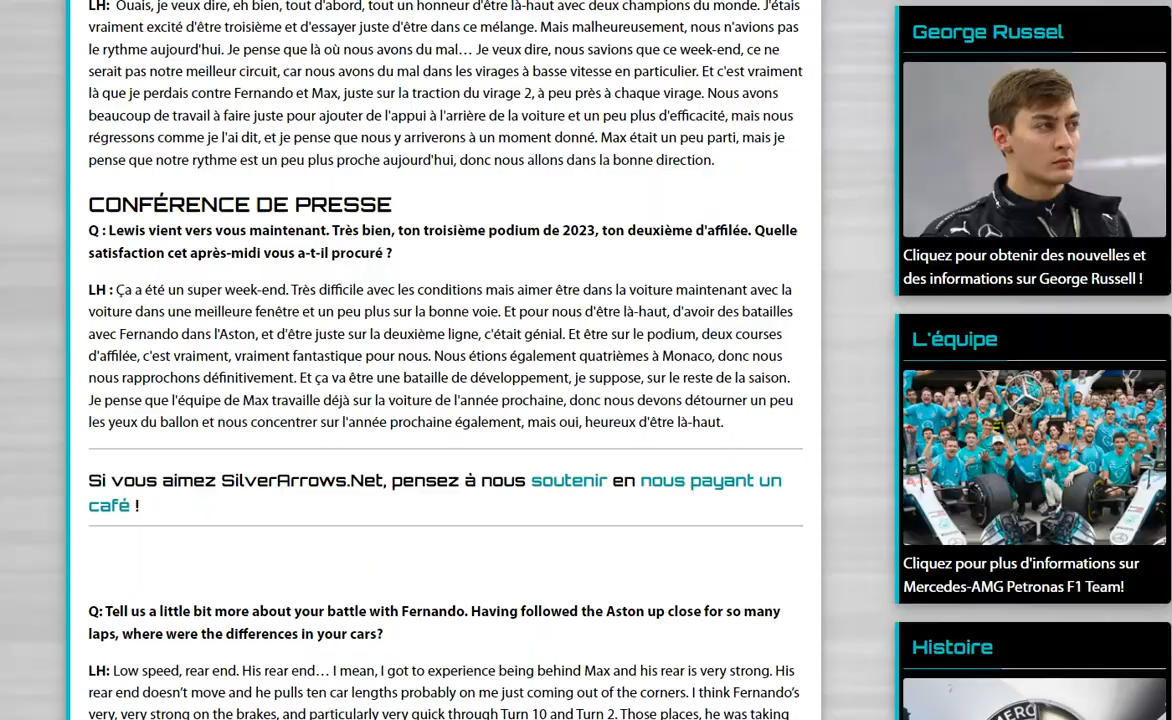 LH: Ouais, je veux dire, eh bien, tout d'abord, tout un honneur d'être là-haut avec deux champions du monde. J'étais
vraiment excité d'être troisième et d'essayer juste d'être dans ce mélange. Mais malheureusement, nous n'avions pas
le rythme aujourd'hui. Je pense que là où nous avons du mal… Je veux dire, nous savions que ce week-end, ce ne
serait pas notre meilleur circuit, car nous avons du mal dans les virages à basse vitesse en particulier. Et c'est vraiment
là que je perdais contre Fernando et Max, juste sur la traction du virage 2, à peu près à chaque virage. Nous avons
beaucoup de travail à faire juste pour ajouter de l'appui à l'arrière de la voiture et un peu plus d'efficacité, mais nous
régressons comme je l'ai dit, et je pense que nous y arriverons à un moment donné. Max était un peu parti, mais je
pense que notre rythme est un peu plus proche aujourd'hui, donc nous allons dans la bonne direction.
CONFÉRENCE DE PRESSE
Q : Lewis vient vers vous maintenant. Très bien, ton troisième podium de 2023, ton deuxième d'affilée. Quelle
satisfaction cet après-midi vous a-t-il procuré ?
LH : Ça a été un super week-end. Très difficile avec les conditions mais aimer être dans la voiture maintenant avec la
voiture dans une meilleure fenêtre et un peu plus sur la bonne voie. Et pour nous d'être là-haut, d'avoir des batailles
avec Fernando dans l'Aston, et d'être juste sur la deuxième ligne, c'était génial. Et être sur le podium, deux courses
d'affilée, c'est vraiment, vraiment fantastique pour nous. Nous étions également quatrièmes à Monaco, donc nous
nous rapprochons définitivement. Et ça va être une bataille de développement, je suppose, sur le reste de la saison.
Je pense que l'équipe de Max travaille déjà sur la voiture de l'année prochaine, donc nous devons détourner un peu
les yeux du ballon et nous concentrer sur l'année prochaine également, mais oui, heureux d'être là-haut.
Si vous aimez SilverArrows.Net, pensez à nous soutenir en nous payant un
café !
Q: Tell us a little bit more about your battle with Fernando. Having followed the Aston up close for so many
laps, where were the differences in your cars?
LH: Low speed, rear end. His rear end… I mean, I got to experience being behind Max and his rear is very strong. His
rear end doesn't move and he pulls ten car lengths probably on me just coming out of the corners. I think Fernando's
very, very strong on the brakes, and particularly very quick through Turn 10 and Turn 2. Those places, he was taking
George Russel
Cliquez pour obtenir des nouvelles et
des informations sur George Russell !
L'équipe
Cliquez pour plus d'informations sur
Mercedes-AMG Petronas F1 Team!
Histoire
MERC